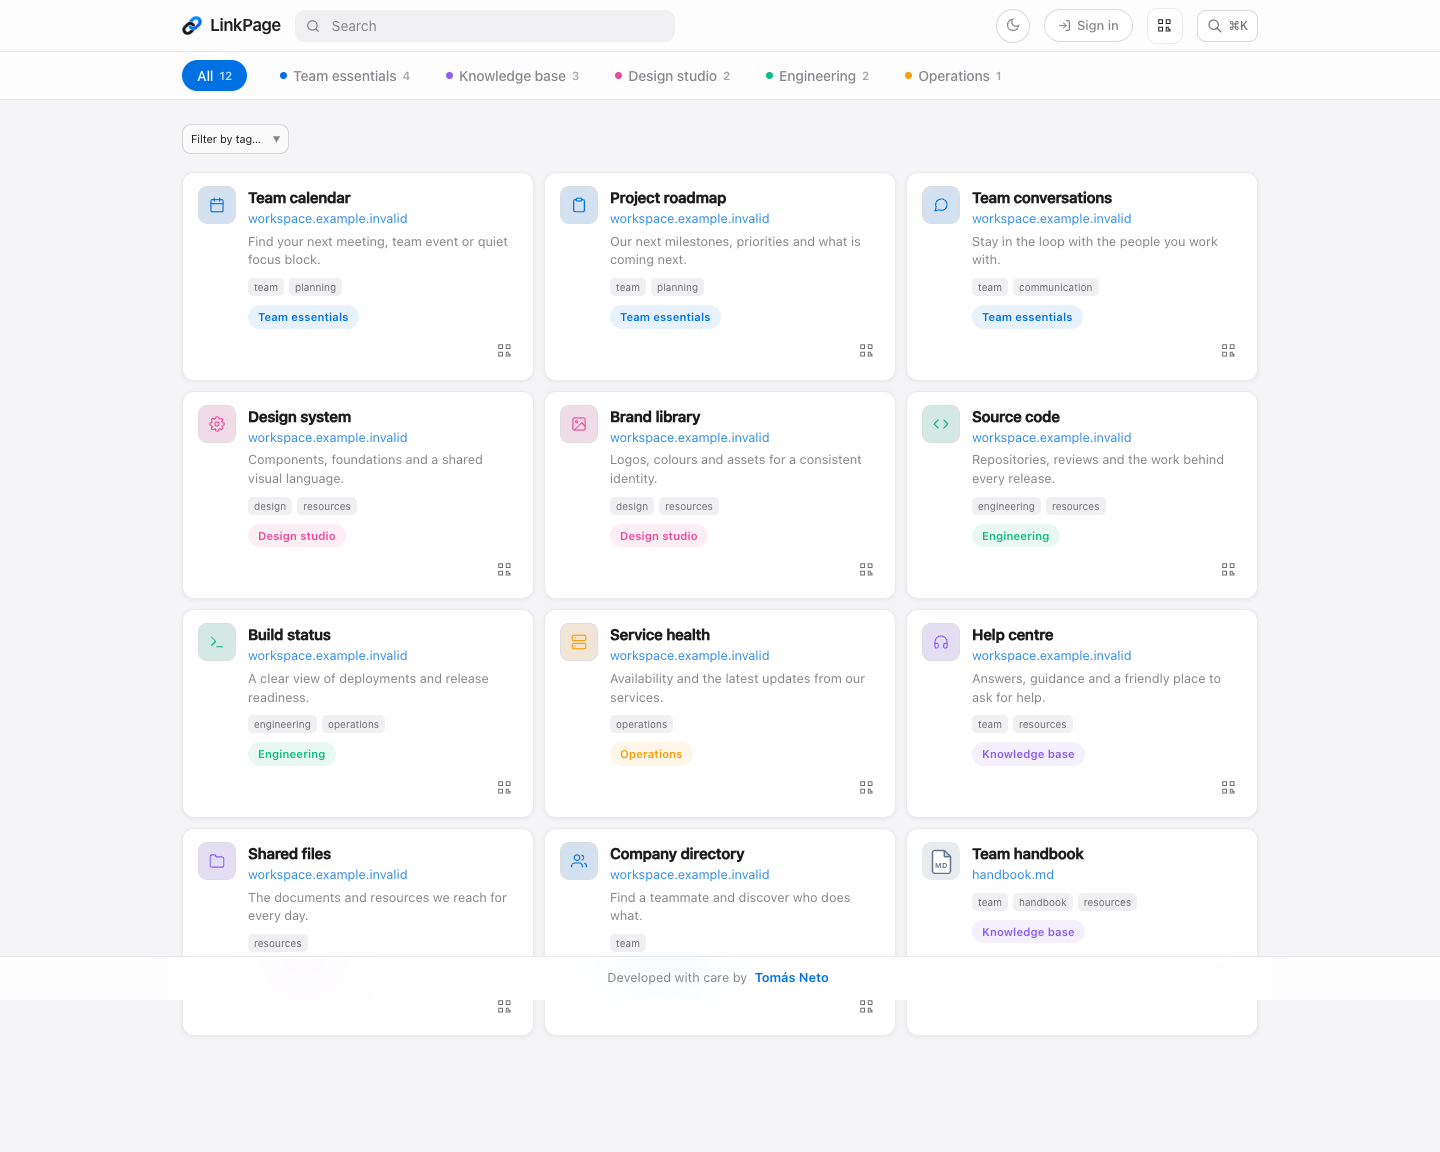 LinkPage
Search
Sign in
⌘K
All 12
Team essentials 4
Knowledge base 3
Design studio 2
Engineering 2
Operations 1
Filter by tag...
Team calendar
workspace.example.invalid
Find your next meeting, team event or quiet
focus block.
team planning
Team essentials
Project roadmap
workspace.example.invalid
Our next milestones, priorities and what is
coming next.
team planning
Team essentials
Team conversations
workspace.example.invalid
Stay in the loop with the people you work
with.
team communication
Team essentials
Design system
workspace.example.invalid
Components, foundations and a shared
visual language.
design resources
Design studio
Brand library
workspace.example.invalid
Logos, colours and assets for a consistent
identity.
design resources
Design studio
Source code
workspace.example.invalid
Repositories, reviews and the work behind
every release.
engineering resources
Engineering
Build status
workspace.example.invalid
A clear view of deployments and release
readiness.
engineering operations
Engineering
Service health
workspace.example.invalid
Availability and the latest updates from our
services.
operations
Operations
Help centre
workspace.example.invalid
Answers, guidance and a friendly place to
ask for help.
team resources
Knowledge base
Shared files
workspace.example.invalid
The documents and resources we reach for
every day.
resources
Company directory
workspace.example.invalid
Find a teammate and discover who does
what.
team
MD
Team handbook
handbook.md
team handbook resources
Knowledge base
Developed with care by Tomás Neto